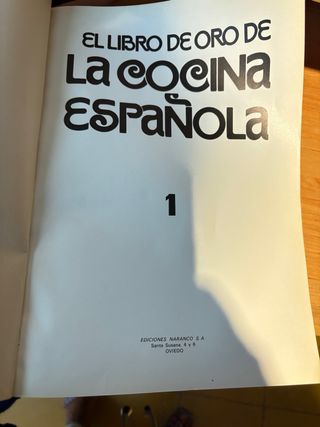 EL LIBRO DE ORO DE
LA COCINA
ESPAÑOLA
1
EDICIONES NARANCO S.A
Santa Susana, 4 y 6
OVIEDO